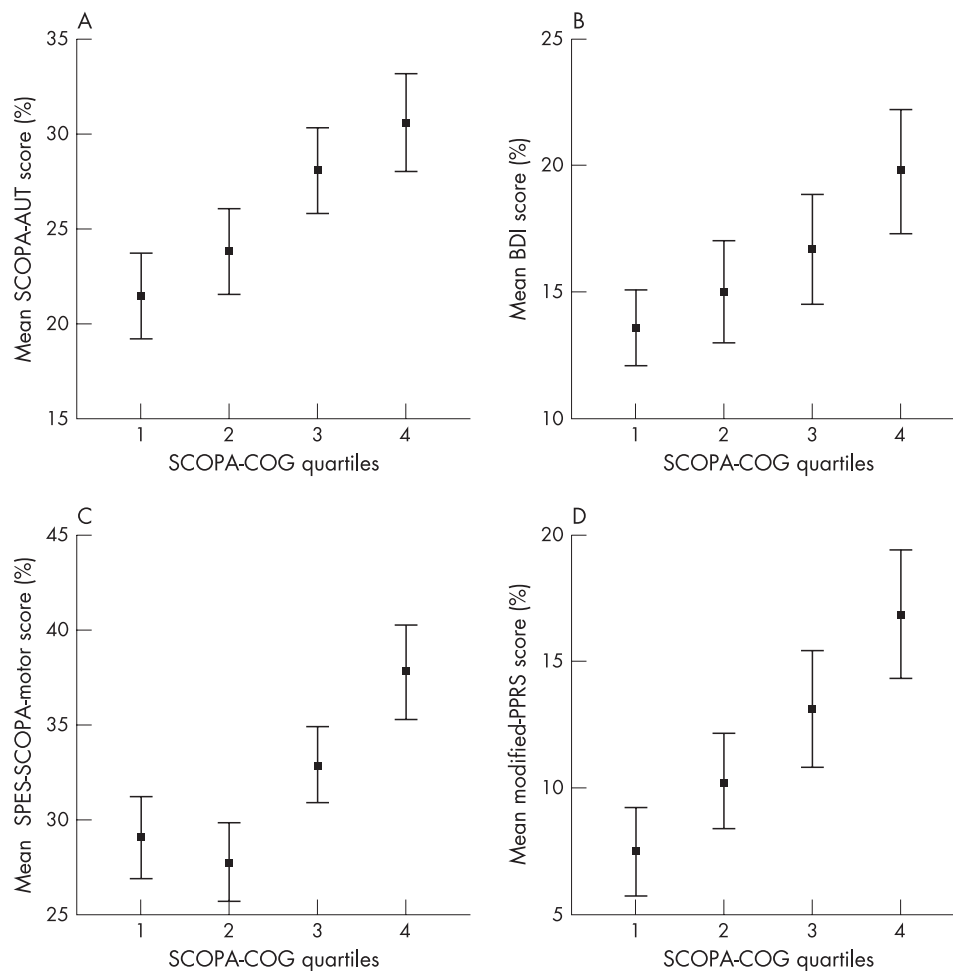 A
Mean SCOPA-AUT score (%)
35
30
25
20
15
1 2 3 4
SCOPA-COG quartiles
B
Mean BDI score (%)
25
20
15
10
1 2 3 4
SCOPA-COG quartiles
C
Mean SPES-SCOPA-motor score (%)
45
40
35
30
25
1 2 3 4
SCOPA-COG quartiles
D
Mean modified-PPRS score (%)
20
15
10
5
1 2 3 4
SCOPA-COG quartiles